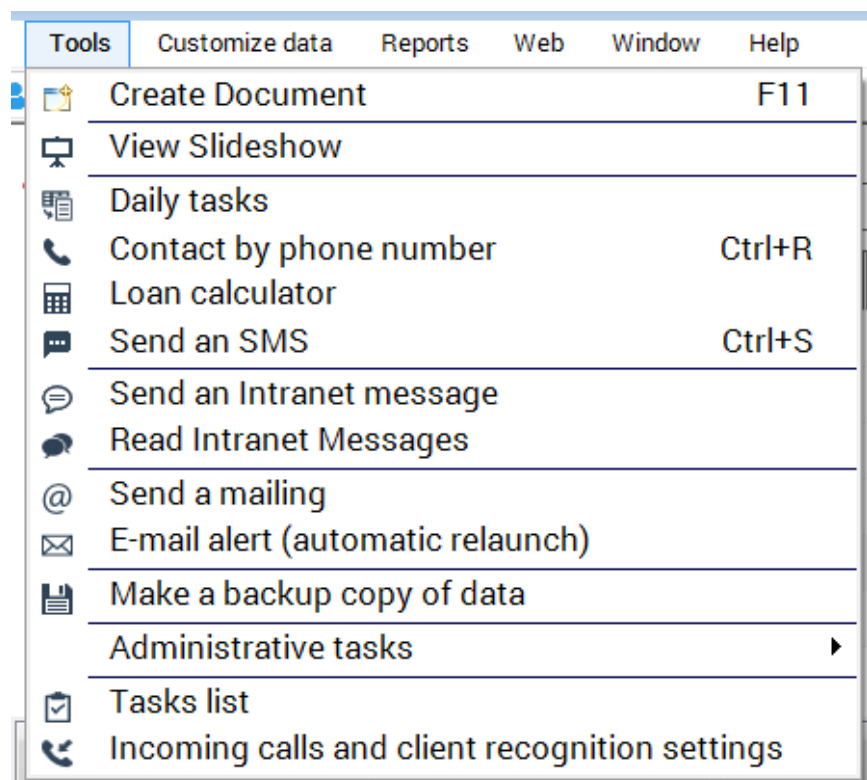 Tools Customize data Reports Web Window Help
Create Document F11
View Slideshow
Daily tasks
Contact by phone number Ctrl+R
Loan calculator
Send an SMS Ctrl+S
Send an Intranet message
Read Intranet Messages
Send a mailing
E-mail alert (automatic relaunch)
Make a backup copy of data
Administrative tasks
Tasks list
Incoming calls and client recognition settings